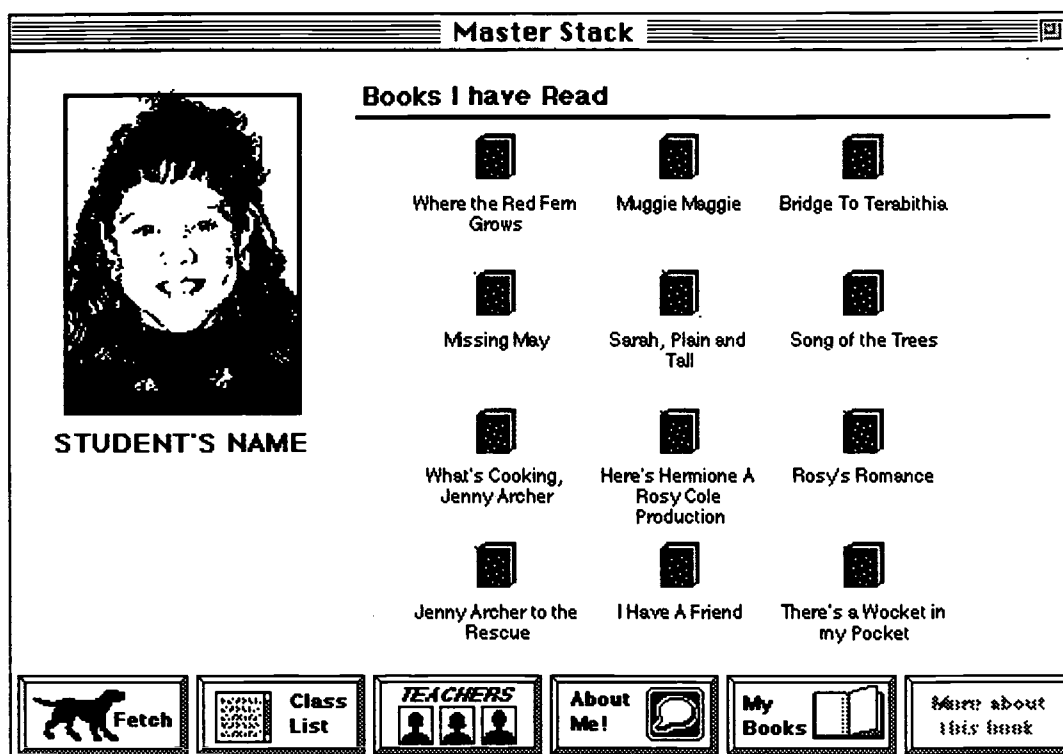 Master Stack
Books I have Read
Where the Red Fern
Grows
Muggie Maggie
Bridge To Terabithia
Missing May
Sarah, Plain and
Tall
Song of the Trees
STUDENT'S NAME
What's Cooking,
Jenny Archer
Here's Hermione A
Rosy Cole
Production
Rosy's Romance
Jenny Archer to the
Rescue
I Have A Friend
There's a Wocket in
my Pocket
Fetch
Class
List
TEACHERS
About
Me!
My
Books
More about
this book